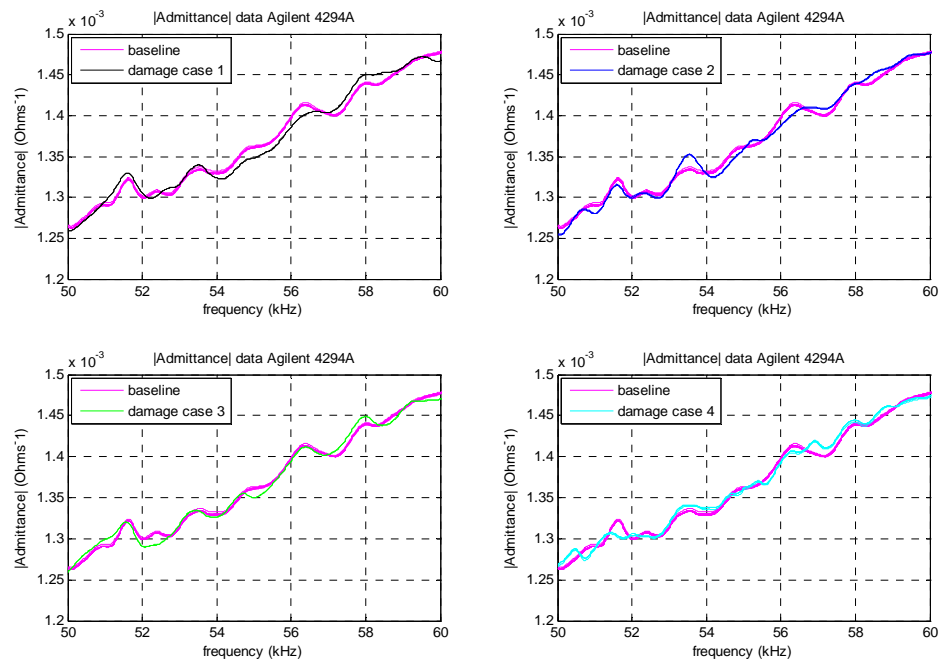 |Admittance| data Agilent 4294A
x 10⁻³
1.5
1.45
1.4
1.35
1.3
1.25
1.2
|Admittance| (Ohms⁻1)
baseline
damage case 1
50 52 54 56 58 60
frequency (kHz)
|Admittance| data Agilent 4294A
x 10⁻³
1.5
1.45
1.4
1.35
1.3
1.25
1.2
|Admittance| (Ohms⁻1)
baseline
damage case 2
50 52 54 56 58 60
frequency (kHz)
|Admittance| data Agilent 4294A
x 10⁻³
1.5
1.45
1.4
1.35
1.3
1.25
1.2
|Admittance| (Ohms⁻1)
baseline
damage case 3
50 52 54 56 58 60
frequency (kHz)
|Admittance| data Agilent 4294A
x 10⁻³
1.5
1.45
1.4
1.35
1.3
1.25
1.2
|Admittance| (Ohms⁻1)
baseline
damage case 4
50 52 54 56 58 60
frequency (kHz)